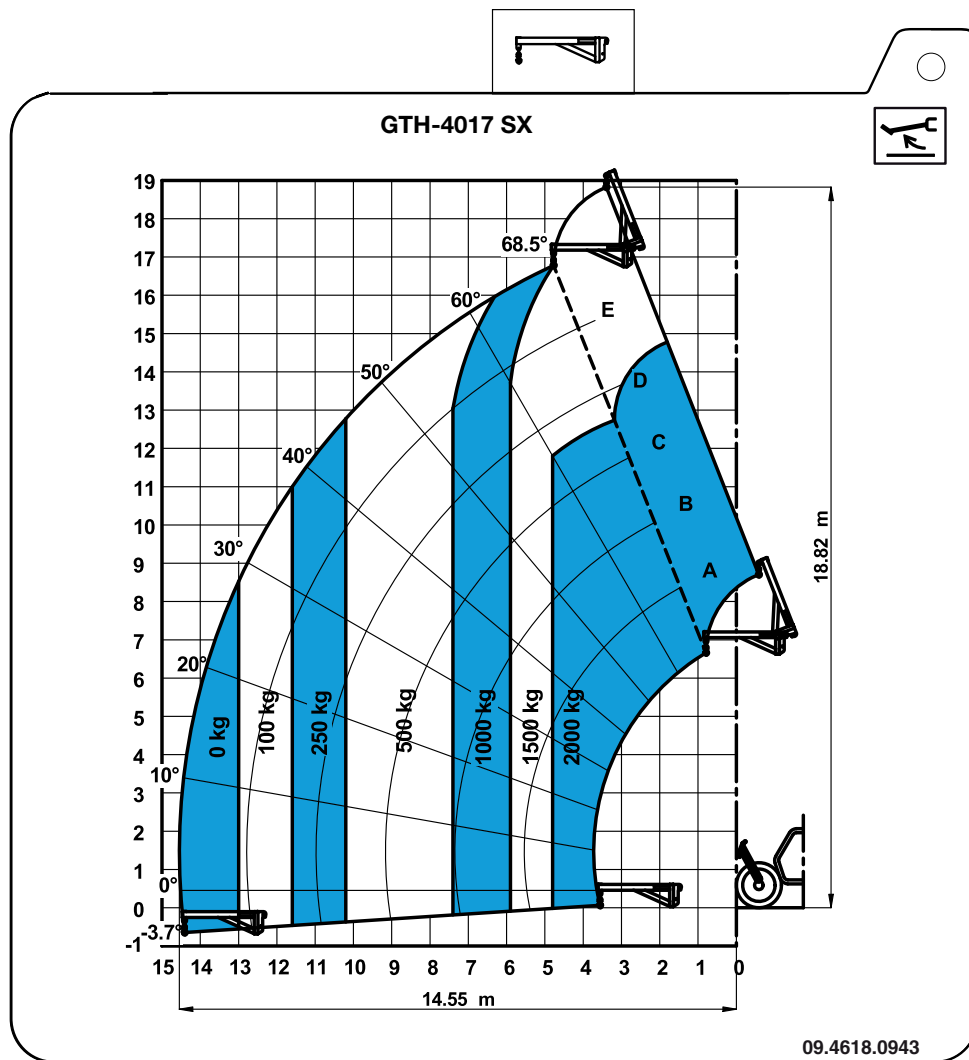 GTH-4017 SX
19
18
17
16
15
14
13
12
11
10
9
8
7
6
5
4
3
2
1
0
-1
68.5°
60°
50°
40°
30°
20°
10°
0°
-3.7°
E
D
C
B
A
0 kg
100 kg
250 kg
500 kg
1000 kg
1500 kg
2000 kg
18.82 m
15 14 13 12 11 10 9 8 7 6 5 4 3 2 1 0
14.55 m
09.4618.0943